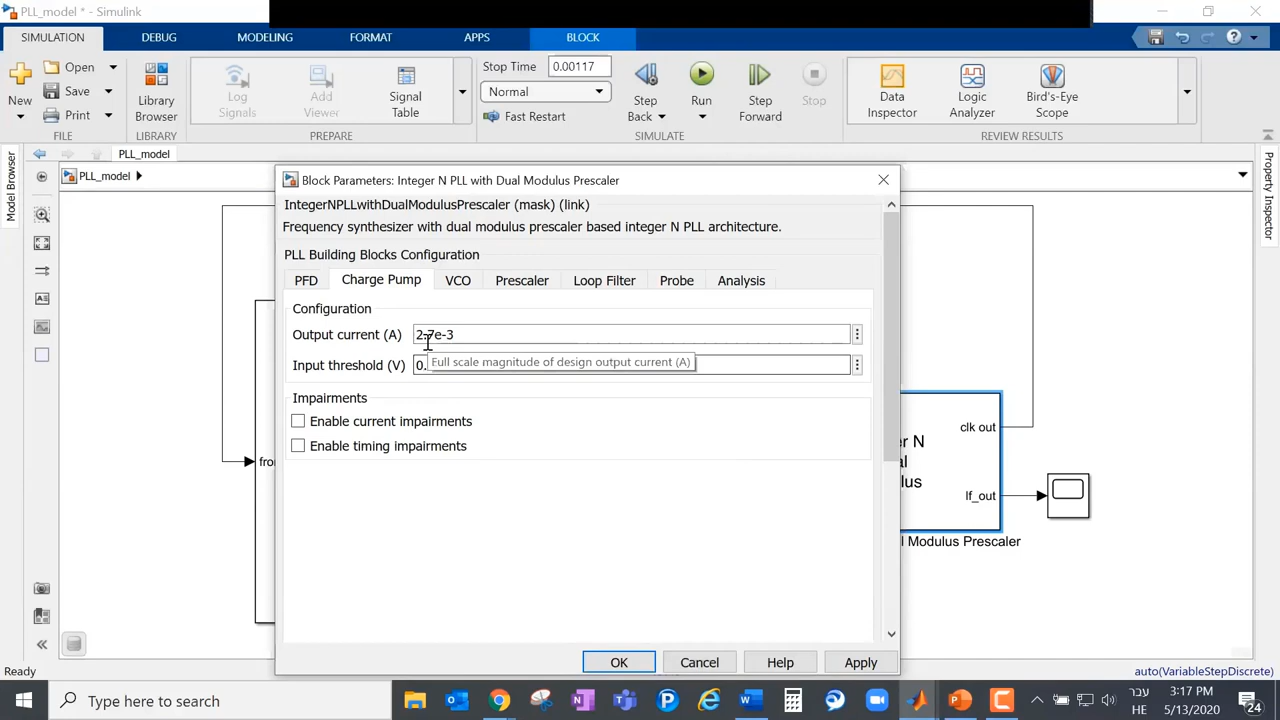 PLL_model * - Simulink
SIMULATION DEBUG MODELING FORMAT APPS BLOCK
New Open Save Print
Library Browser
Log Signals
Add Viewer
Signal Table
Stop Time 0.00117
Normal
Fast Restart
Step Back
Run
Step Forward
Stop
Data Inspector
Logic Analyzer
Bird's-Eye Scope
FILE LIBRARY PREPARE SIMULATE REVIEW RESULTS
PLL_model
Model Browser
PLL_model
Property Inspector
Block Parameters: Integer N PLL with Dual Modulus Prescaler
IntegerNPLLwithDualModulusPrescaler (mask) (link)
Frequency synthesizer with dual modulus prescaler based integer N PLL architecture.
PLL Building Blocks Configuration
PFD Charge Pump VCO Prescaler Loop Filter Probe Analysis
Configuration
Output current (A) 2.7e-3
Full scale magnitude of design output current (A)
Input threshold (V) 0.
Impairments
Enable current impairments
Enable timing impairments
OK Cancel Help Apply
clk out
lf_out
Modulus Prescaler
Ready
auto(VariableStepDiscrete)
Type here to search
עבר
HE
3:17 PM
5/13/2020
24